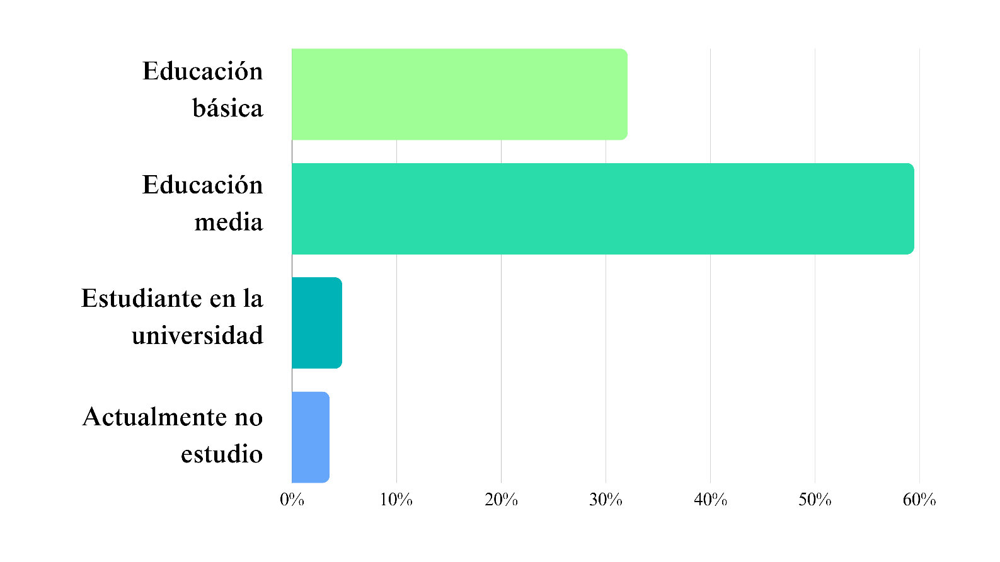 Educación
básica
Educación
media
Estudiante en la
universidad
Actualmente no
estudio
0% 10% 20% 30% 40% 50% 60%